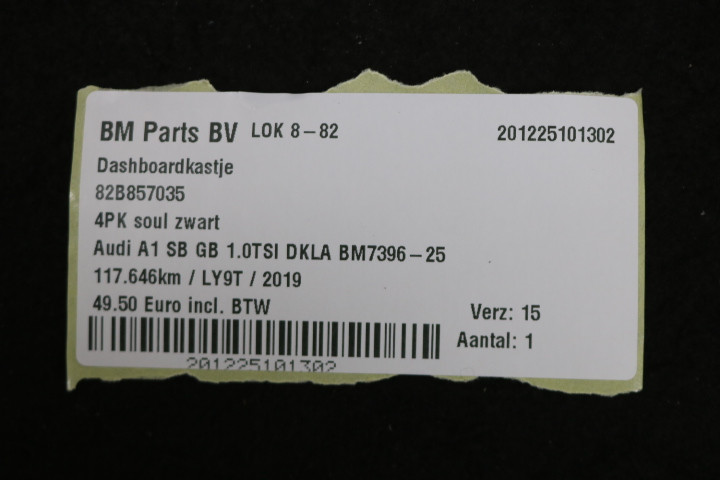 BM Parts BV LOK 8-82 201225101302
Dashboardkastje
82B857035
4PK soul zwart
Audi A1 SB GB 1.0TSI DKLA BM7396-25
117.646km / LY9T / 2019
49.50 Euro incl. BTW
Verz: 15
Aantal: 1
201225101302